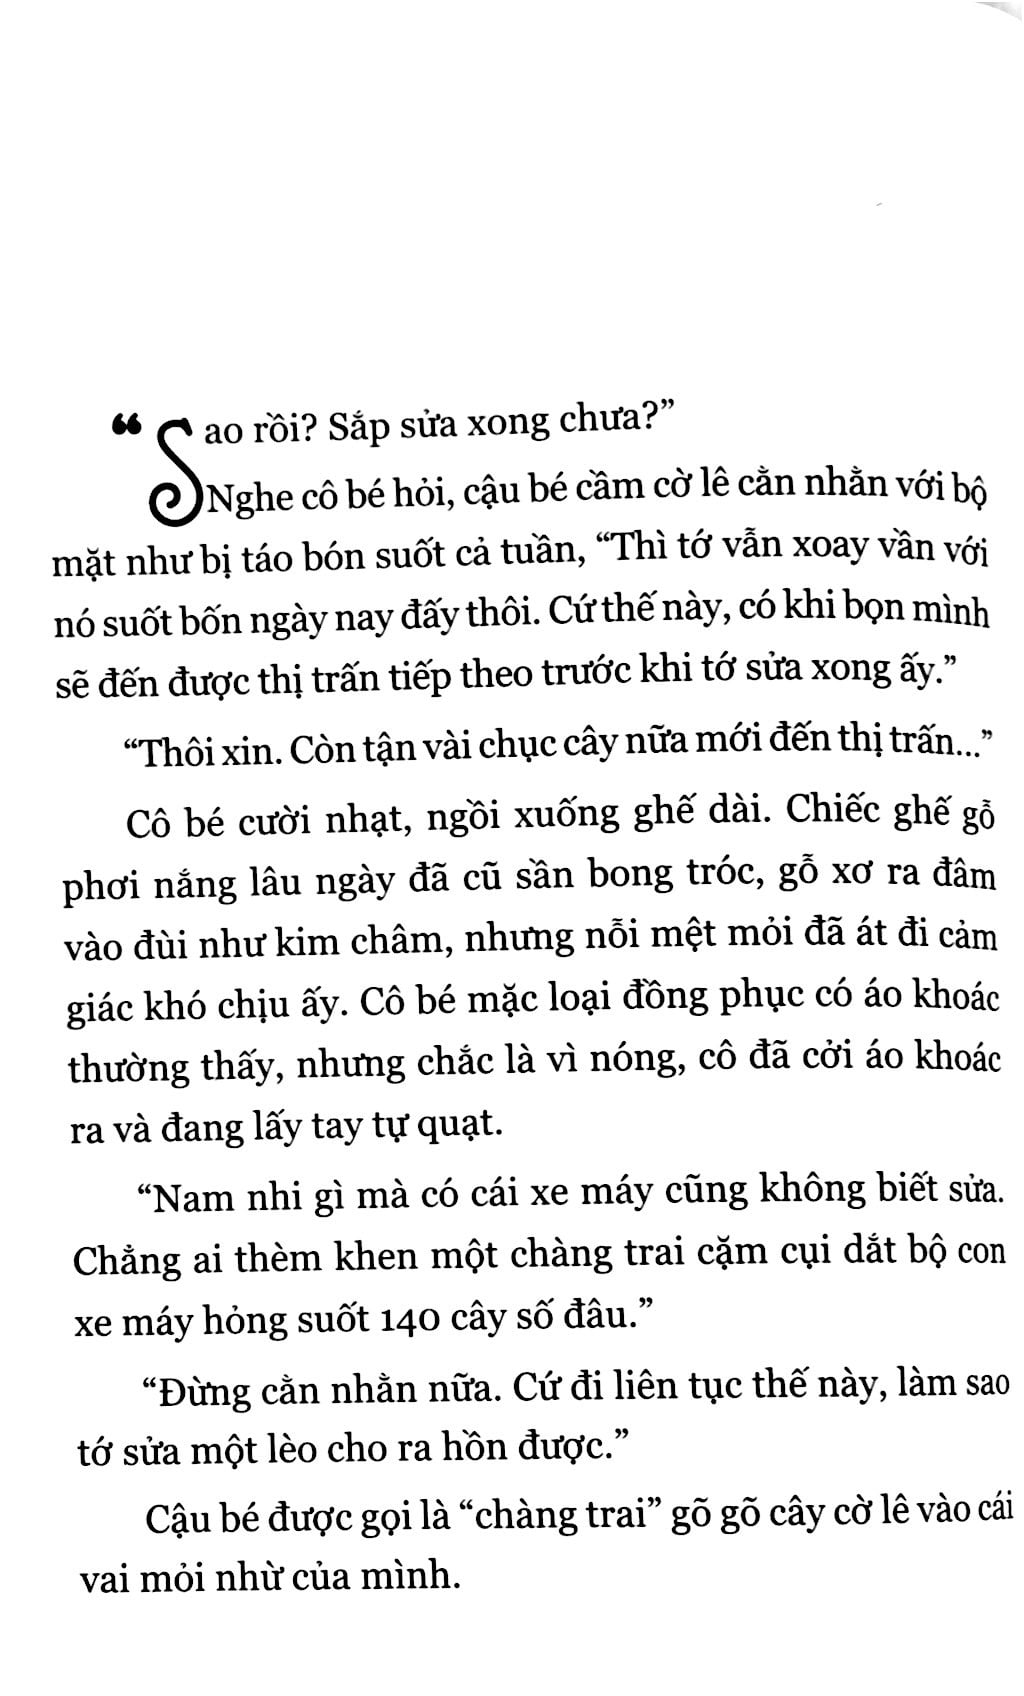 “Sao rồi? Sắp sửa xong chưa?”
Nghe cô bé hỏi, cậu bé cầm cờ lê cằn nhằn với bộ
mặt như bị táo bón suốt cả tuần, “Thì tớ vẫn xoay vần với
nó suốt bốn ngày nay đấy thôi. Cứ thế này, có khi bọn mình
sẽ đến được thị trấn tiếp theo trước khi tớ sửa xong ấy.”
“Thôi xin. Còn tận vài chục cây nữa mới đến thị trấn...”
Cô bé cười nhạt, ngồi xuống ghế dài. Chiếc ghế gỗ
phơi nắng lâu ngày đã cũ sần bong tróc, gỗ xơ ra đâm
vào đùi như kim châm, nhưng nỗi mệt mỏi đã át đi cảm
giác khó chịu ấy. Cô bé mặc loại đồng phục có áo khoác
thường thấy, nhưng chắc là vì nóng, cô đã cởi áo khoác
ra và đang lấy tay tự quạt.
“Nam nhi gì mà có cái xe máy cũng không biết sửa.
Chẳng ai thèm khen một chàng trai cặm cụi dắt bộ con
xe máy hỏng suốt 140 cây số đâu.”
“Đừng cằn nhằn nữa. Cứ đi liên tục thế này, làm sao
tớ sửa một lèo cho ra hồn được.”
Cậu bé được gọi là “chàng trai” gõ gõ cây cờ lê vào cái
vai mỏi nhừ của mình.